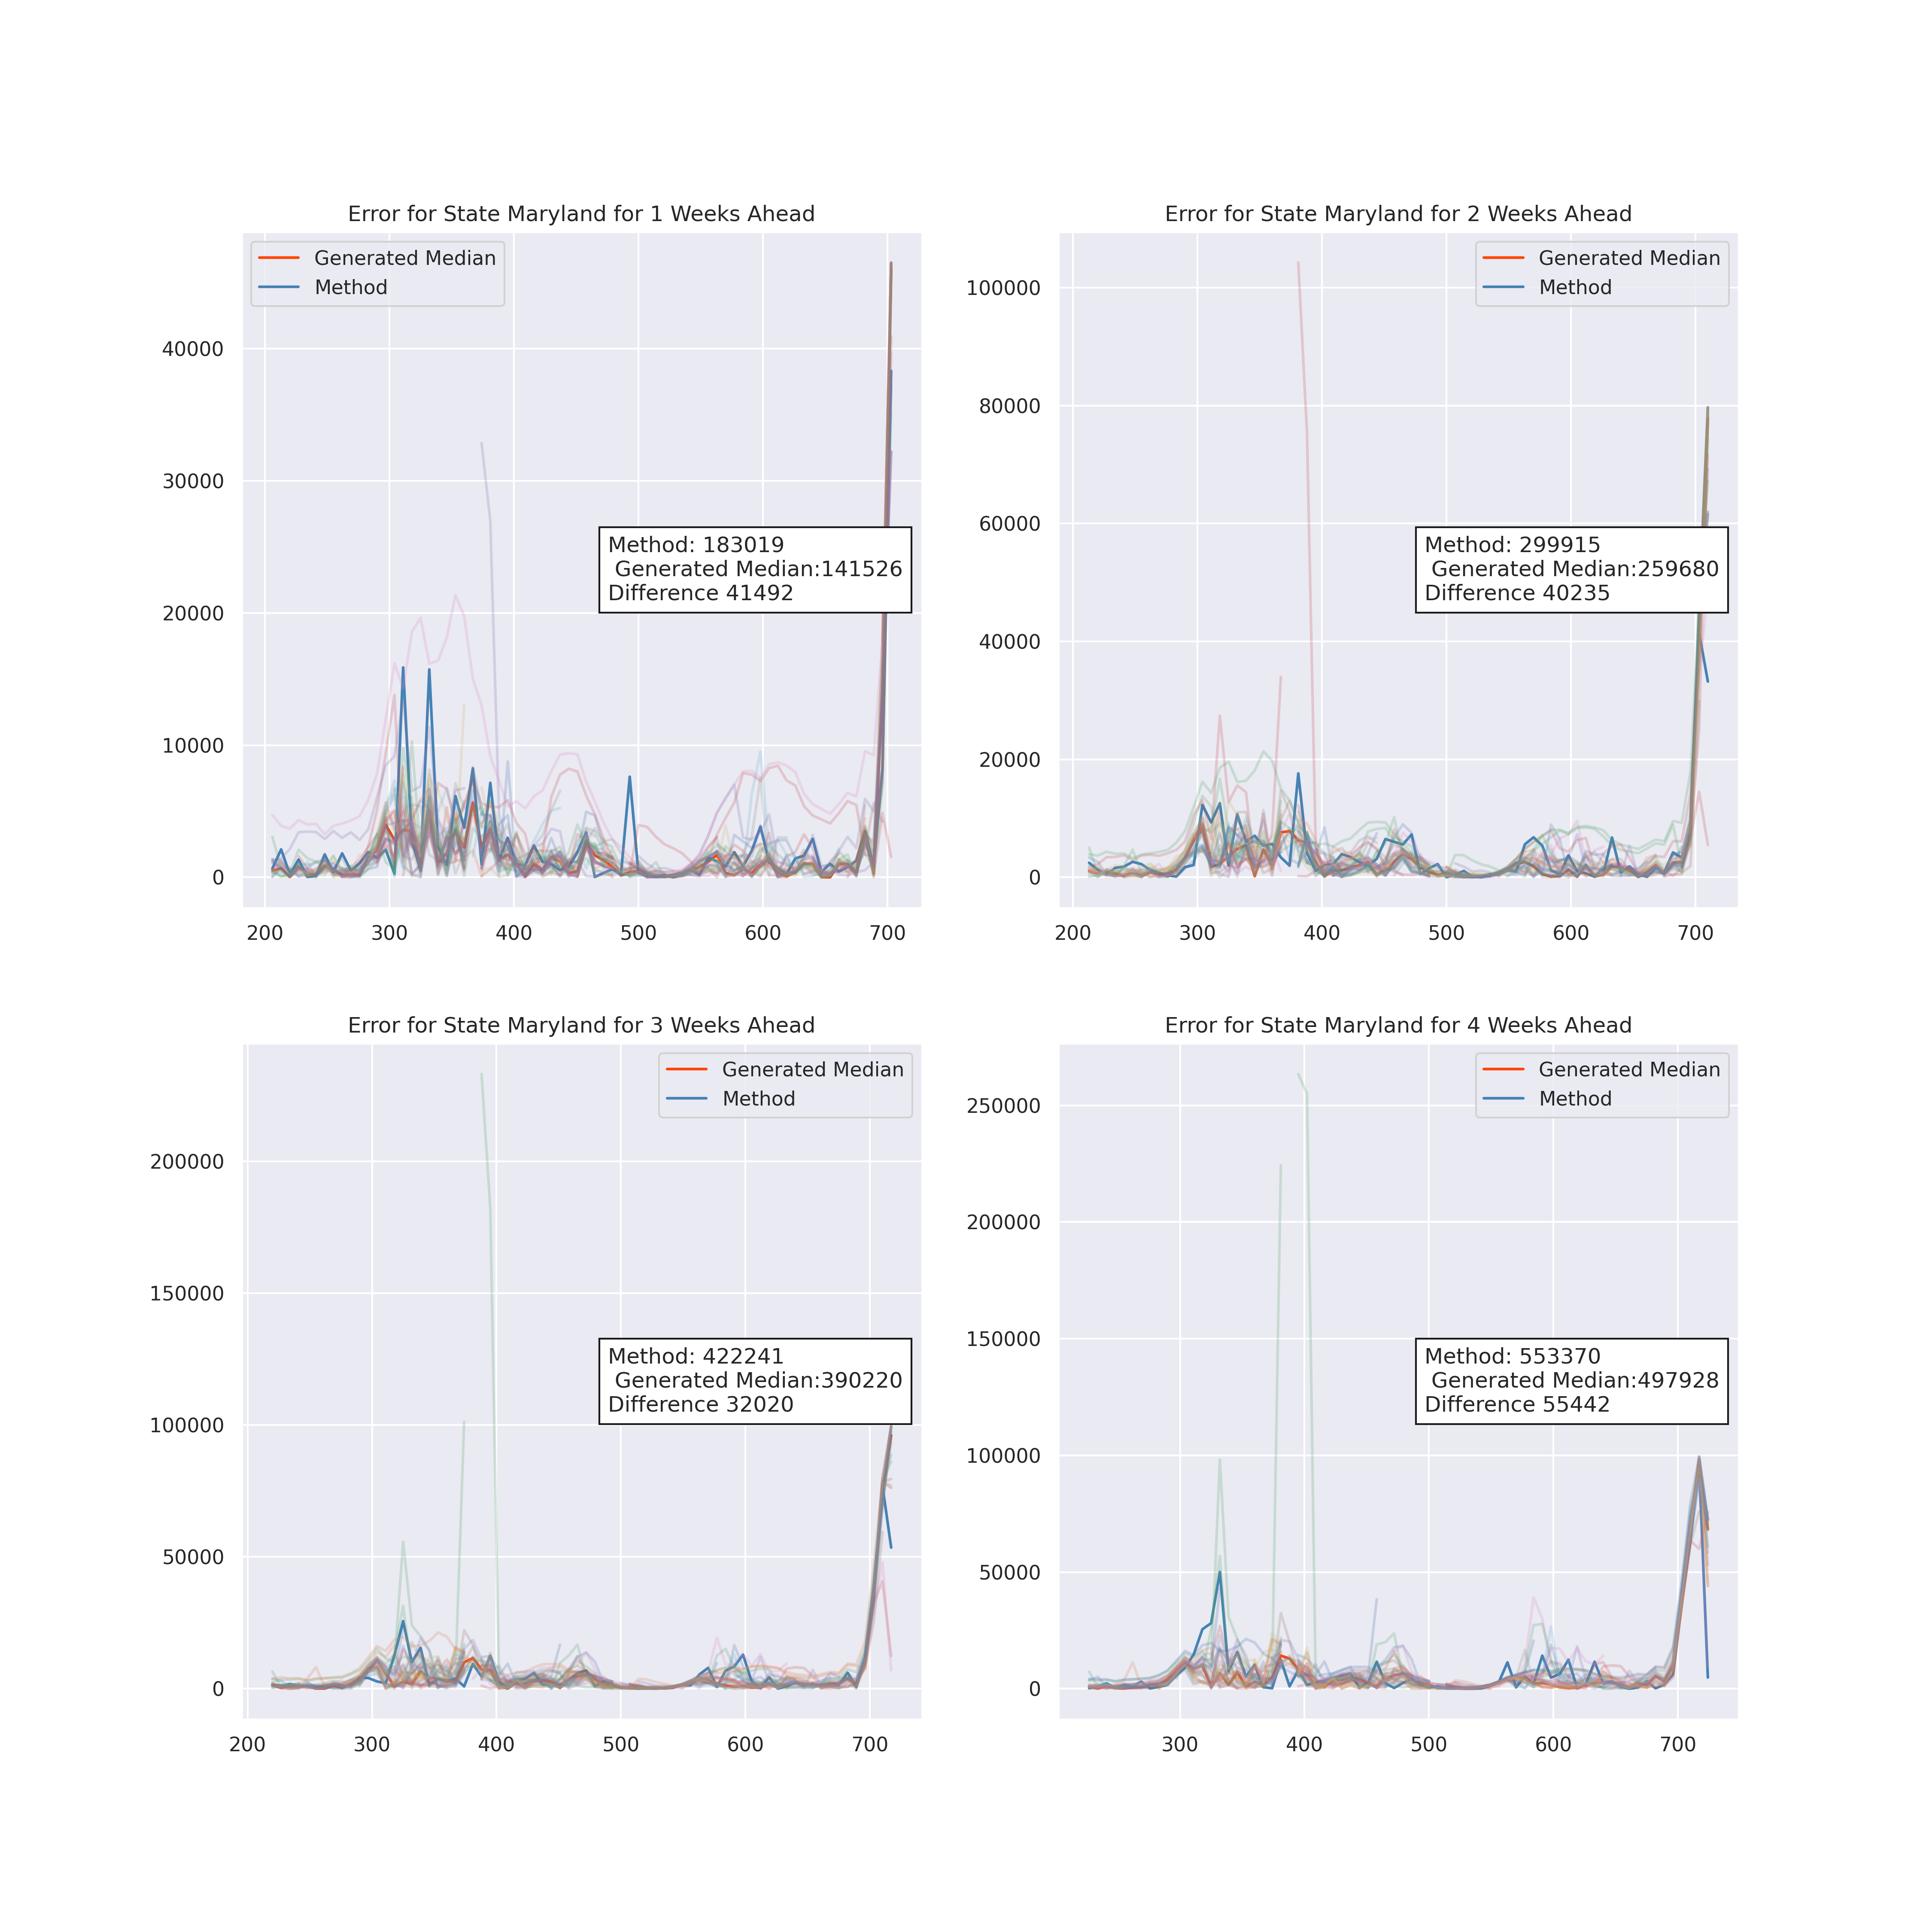 Error for State Maryland for 1 Weeks Ahead
Generated Median
Method
40000
30000
20000
10000
0
200 300 400 500 600 700
Method: 183019
Generated Median:141526
Difference 41492
Error for State Maryland for 2 Weeks Ahead
Generated Median
Method
100000
80000
60000
40000
20000
0
200 300 400 500 600 700
Method: 299915
Generated Median:259680
Difference 40235
Error for State Maryland for 3 Weeks Ahead
Generated Median
Method
200000
150000
100000
50000
0
200 300 400 500 600 700
Method: 422241
Generated Median:390220
Difference 32020
Error for State Maryland for 4 Weeks Ahead
Generated Median
Method
250000
200000
150000
100000
50000
0
300 400 500 600 700
Method: 553370
Generated Median:497928
Difference 55442